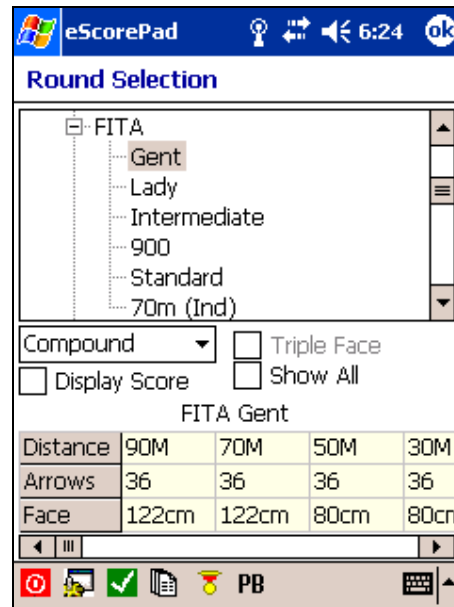 eScorePad 6:24 ok
Round Selection
FITA
Gent
Lady
Intermediate
900
Standard
70m (Ind)
Compound Triple Face
Display Score Show All
FITA Gent
Distance 90M 70M 50M 30M
Arrows 36 36 36 36
Face 122cm 122cm 80cm 80cm
PB